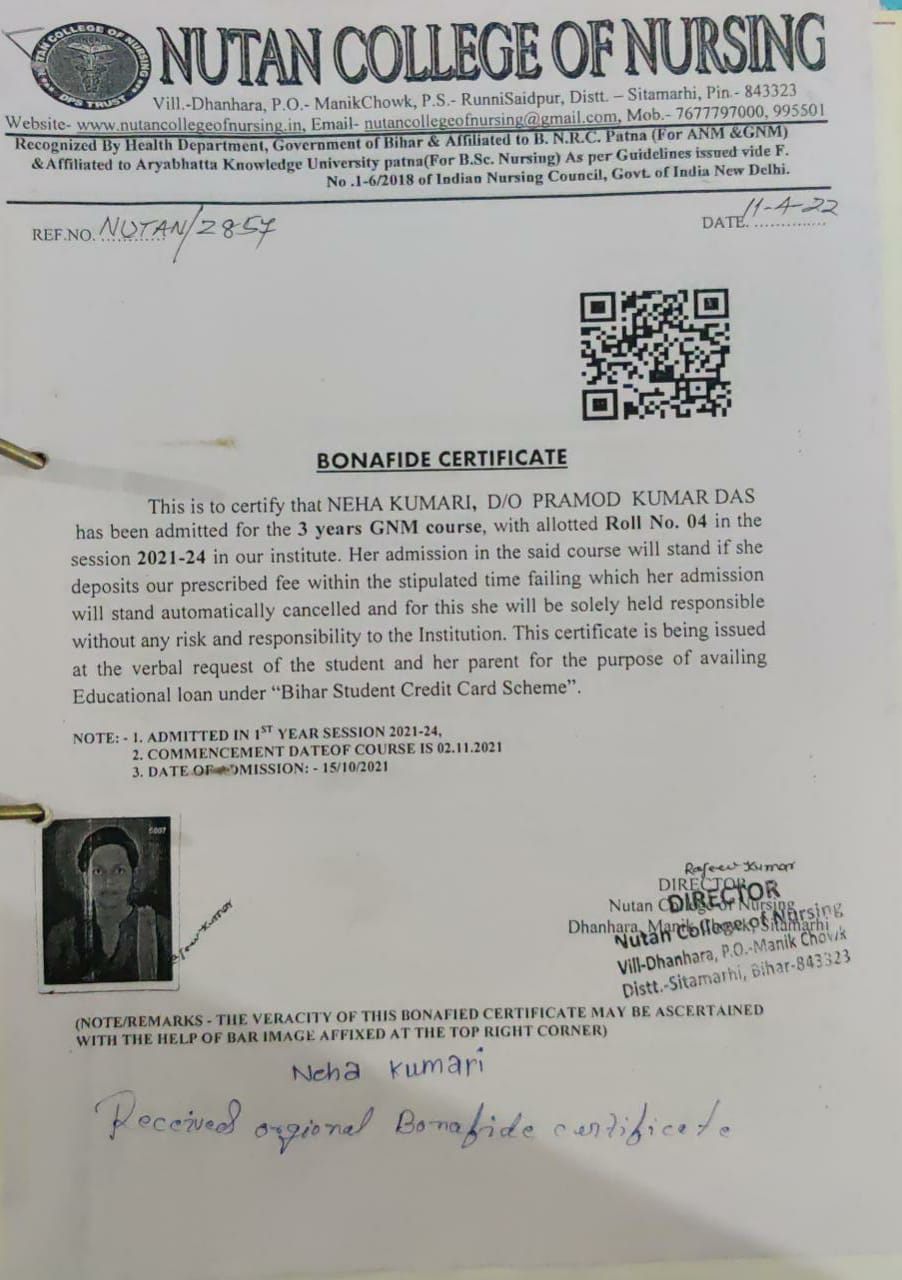 NUTAN COLLEGE OF NURSING
TAN COLLEGE OF NURSING
DPS TRUST
Vill.-Dhanhara, P.O.- ManikChowk, P.S.- RunniSaidpur, Distt. – Sitamarhi, Pin.- 843323
Website- www.nutancollegeofnursing.in, Email- nutancollegeofnursing@gmail.com, Mob.- 7677797000, 995501
Recognized By Health Department, Government of Bihar & Affiliated to B. N.R.C. Patna (For ANM &GNM)
&Affiliated to Aryabhatta Knowledge University patna(For B.Sc. Nursing) As per Guidelines issued vide F.
No .1-6/2018 of Indian Nursing Council, Govt. of India New Delhi.
REF.NO. NUTAN/2857
DATE. 11-4-22
BONAFIDE CERTIFICATE
This is to certify that NEHA KUMARI, D/O PRAMOD KUMAR DAS
has been admitted for the 3 years GNM course, with allotted Roll No. 04 in the
session 2021-24 in our institute. Her admission in the said course will stand if she
deposits our prescribed fee within the stipulated time failing which her admission
will stand automatically cancelled and for this she will be solely held responsible
without any risk and responsibility to the Institution. This certificate is being issued
at the verbal request of the student and her parent for the purpose of availing
Educational loan under “Bihar Student Credit Card Scheme”.
NOTE: - 1. ADMITTED IN 1ST YEAR SESSION 2021-24,
2. COMMENCEMENT DATEOF COURSE IS 02.11.2021
3. DATE OF ADMISSION: - 15/10/2021
Rajeev Kumar
Rajeev Kumar
DIRECTOR
Nutan College of Nursing
Dhanhara, Manik Chowk, Sitamarhi
DIRECTOR
Nutan College of Nursing
Vill-Dhanhara, P.O.-Manik Chowk
Distt.-Sitamarhi, Bihar-843323
(NOTE/REMARKS - THE VERACITY OF THIS BONAFIED CERTIFICATE MAY BE ASCERTAINED
WITH THE HELP OF BAR IMAGE AFFIXED AT THE TOP RIGHT CORNER)
Neha Kumari
Received orgional Bonafide certificate